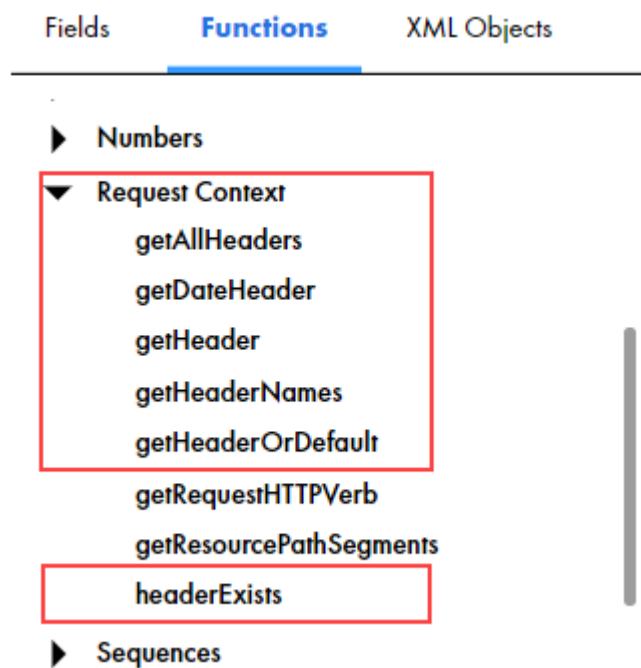 Fields Functions XML Objects
Numbers
Request Context
getAllHeaders
getDateHeader
getHeader
getHeaderNames
getHeaderOrDefault
getRequestHTTPVerb
getResourcePathSegments
headerExists
Sequences